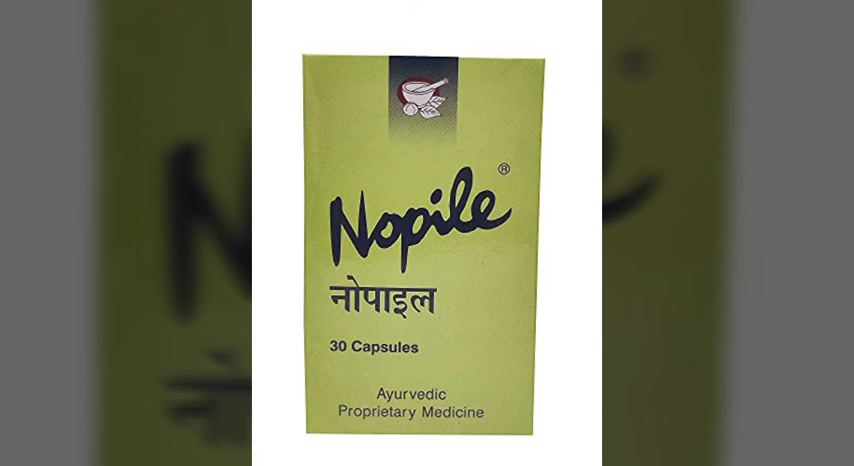 Nopile®
नोपाइल
30 Capsules
Ayurvedic
Proprietary Medicine